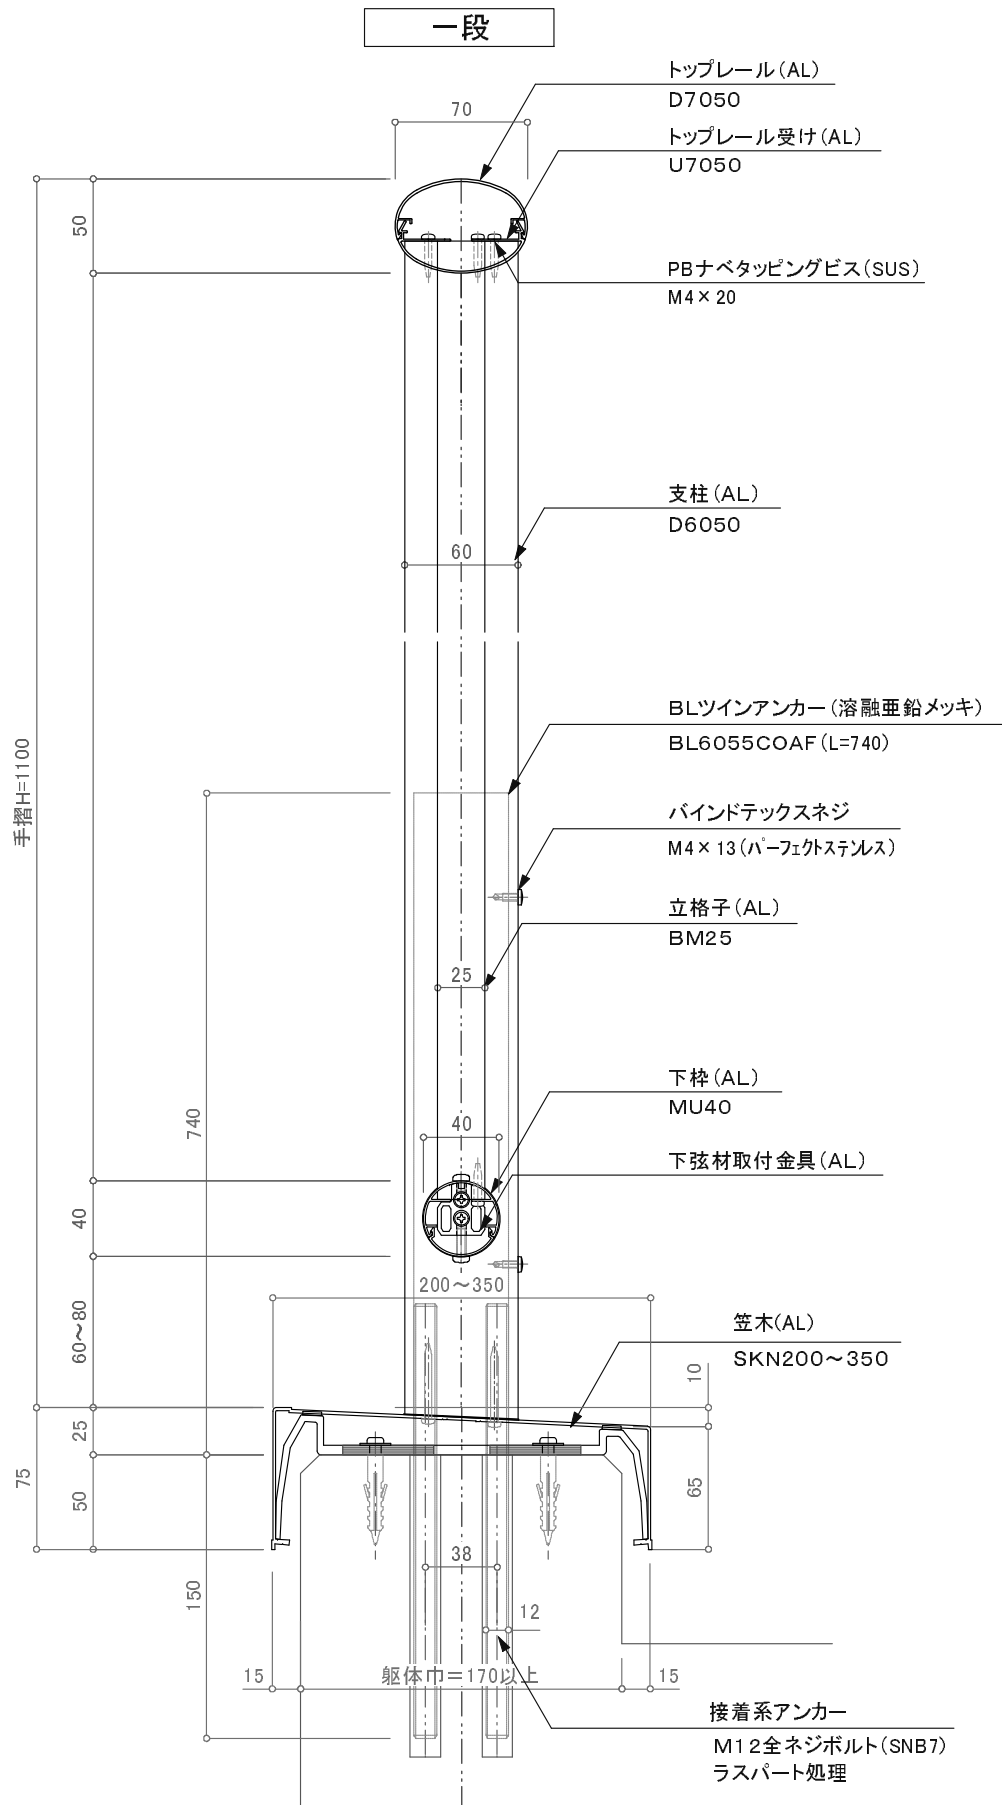 一段
トップレール(AL)
D7050
70
トップレール受け(AL)
U7050
50
PBナベタッピングビス(SUS)
M4×20
支柱(AL)
D6050
60
BLツインアンカー(溶融亜鉛メッキ)
BL6055COAF(L=740)
手摺H=1100
バインドテックスネジ
M4×13(パーフェクトステンレス)
立格子(AL)
BM25
25
下枠(AL)
MU40
740
40
下弦材取付金具(AL)
40
200～350
60～80
笠木(AL)
SKN200～350
10
25
75
50
65
38
150
12
15
躯体巾=170以上
15
接着系アンカー
M12全ネジボルト(SNB7)
ラスパート処理